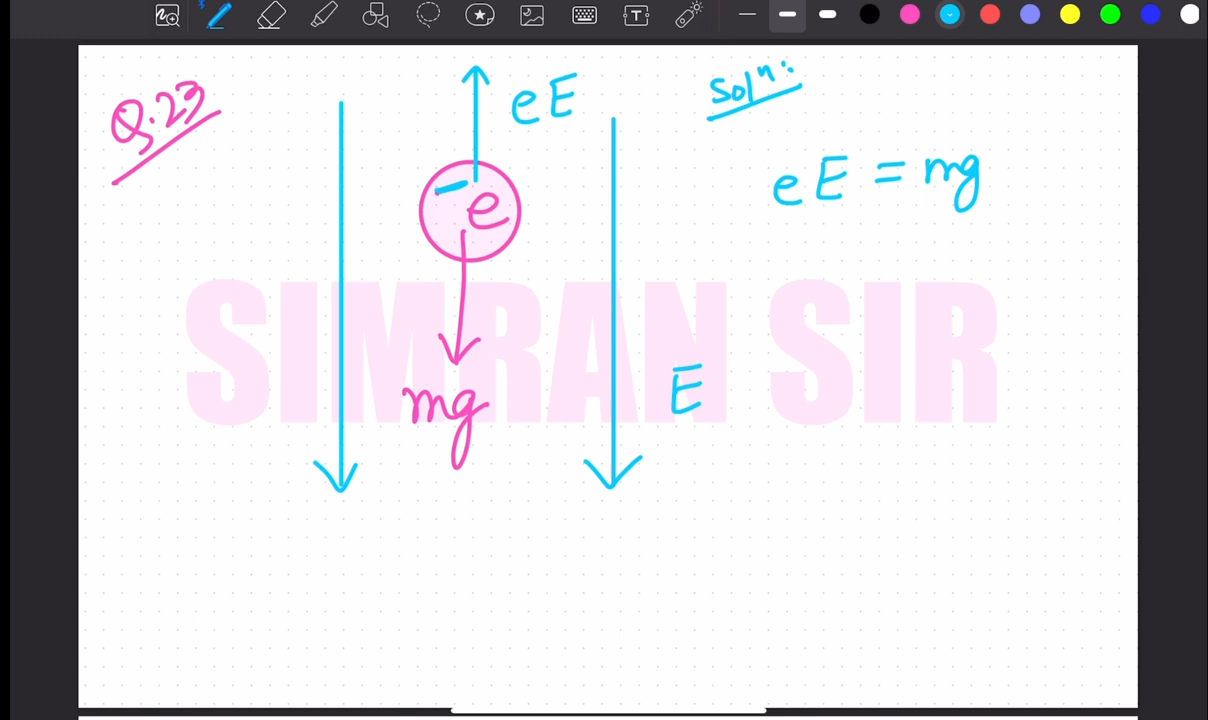 Q.23
eE
Solⁿ:
eE = mg
- e
SIMRAN SIR
mg
E
T